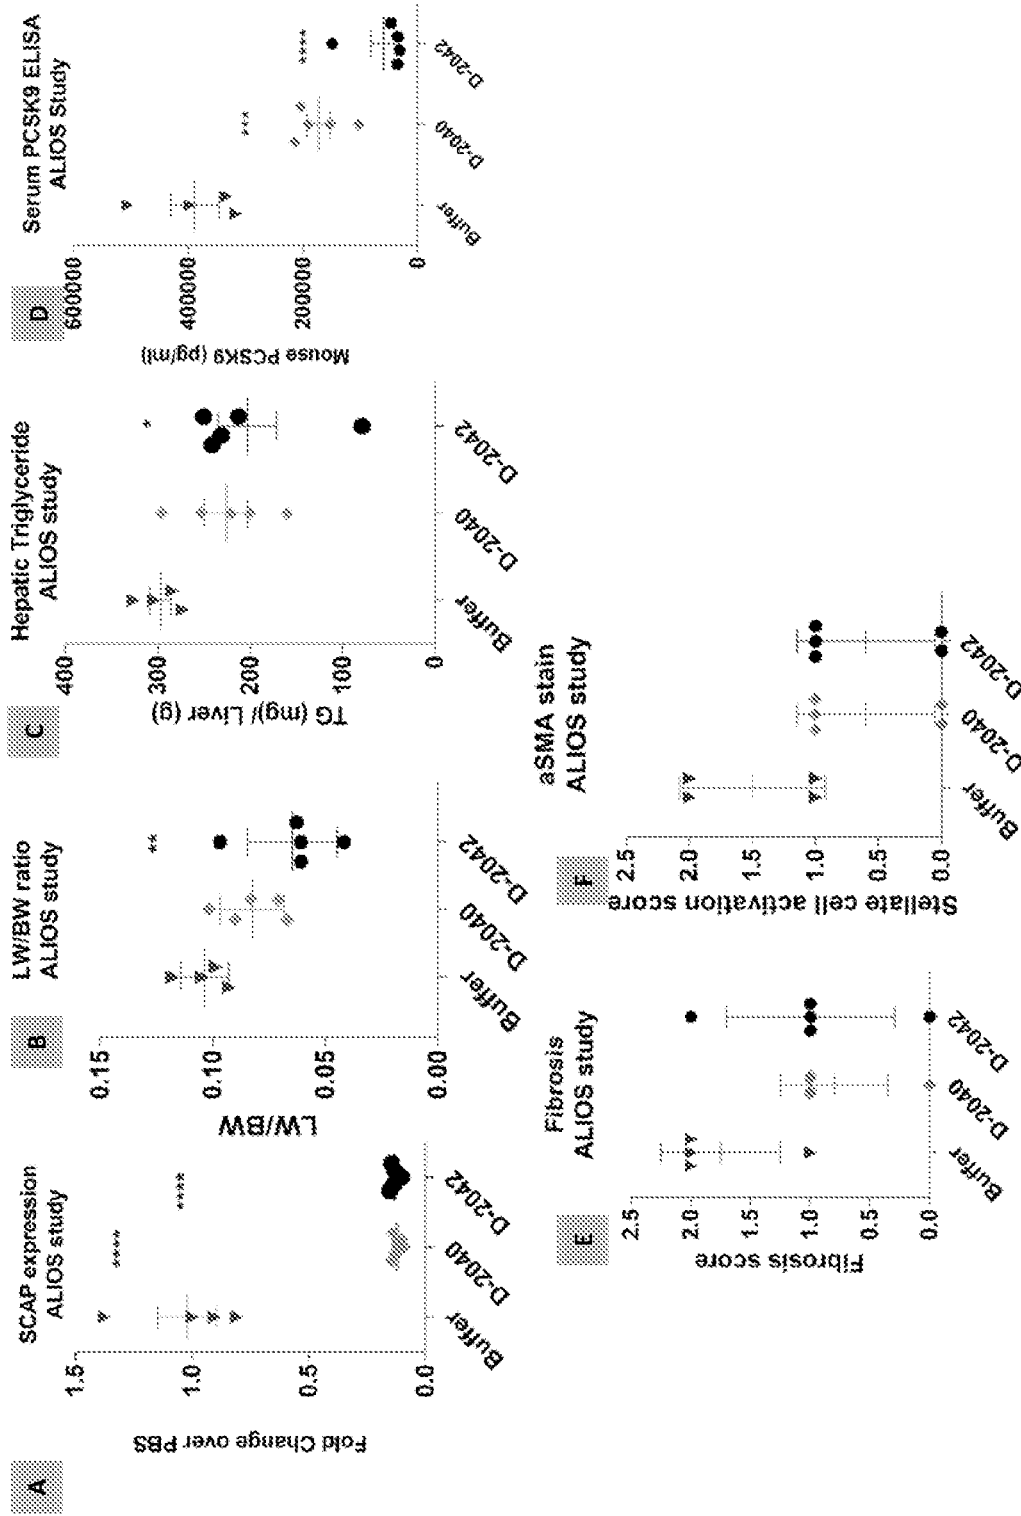 A
SCAP expression
ALIOS study
Fold Change over PBS
1.5
1.0
0.5
0.0
****
****
Buffer
D-2040
D-2042
B
LW/BW ratio
ALIOS study
LW/BW
0.15
0.10
0.05
0.00
**
Buffer
D-2040
D-2042
C
Hepatic Triglyceride
ALIOS study
TG (mg)/ Liver (g)
400
300
200
100
0
*
Buffer
D-2040
D-2042
D
Serum PCSK9 ELISA
ALIOS Study
Mouse PCSK9 (pg/ml)
600000
400000
200000
0
***
****
Buffer
D-2040
D-2042
E
Fibrosis
ALIOS study
Fibrosis score
2.5
2.0
1.5
1.0
0.5
0.0
Buffer
D-2040
D-2042
F
aSMA stain
ALIOS study
Stellate cell activation score
2.5
2.0
1.5
1.0
0.5
0.0
Buffer
D-2040
D-2042